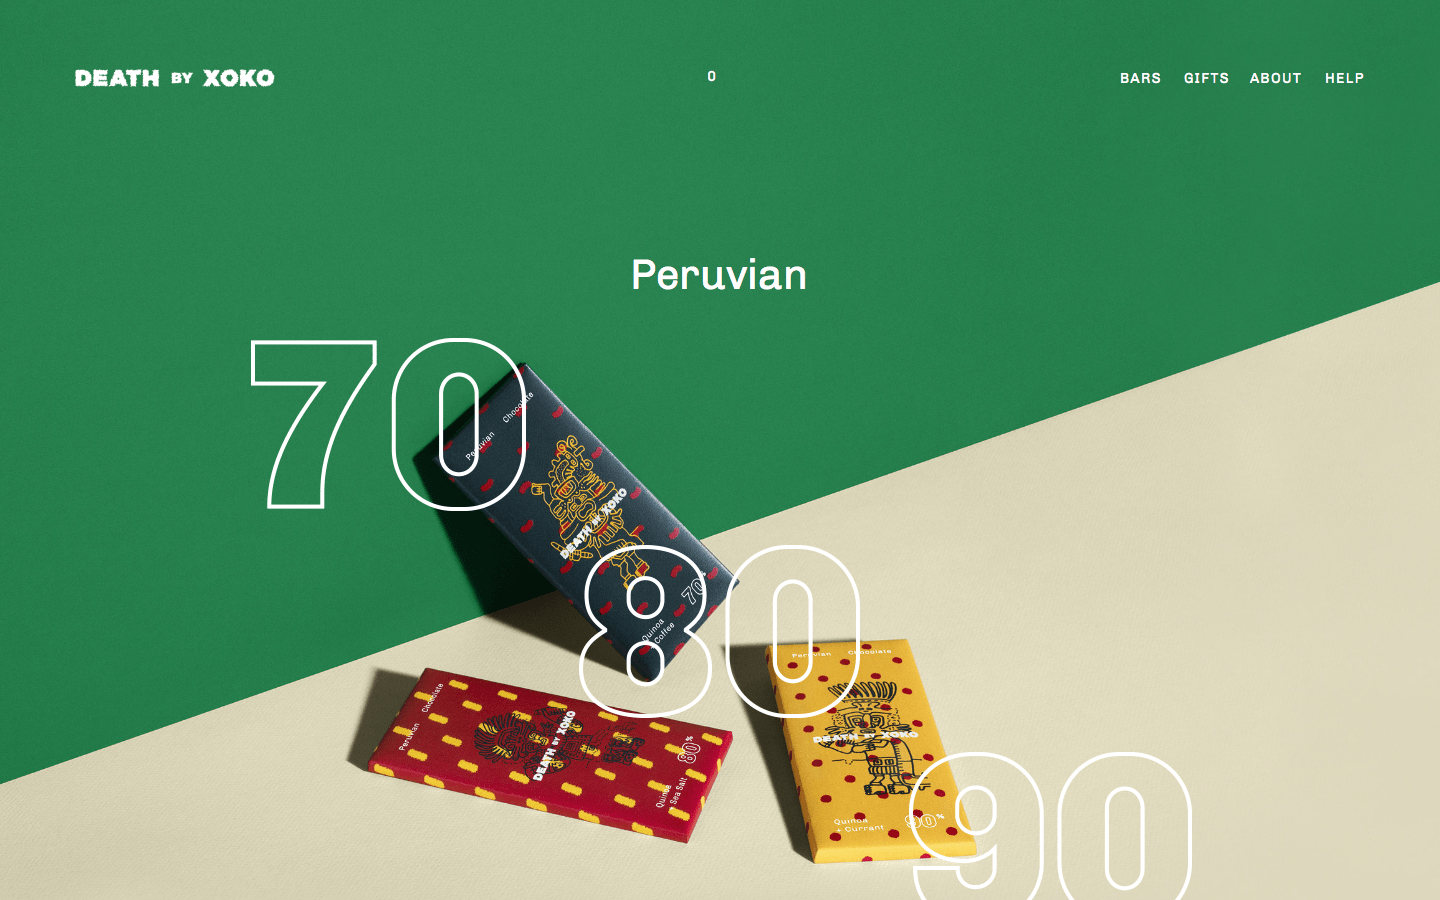 DEATH BY XOKO
0
BARS GIFTS ABOUT HELP
Peruvian
70
Peruvian Chocolate
DEATH BY XOKO
70%
Quinoa
+ Coffee
80
Peruvian Chocolate
DEATH BY XOKO
80%
Quinoa
+ Sea Salt
Peruvian Chocolate
DEATH BY XOKO
Quinoa
+ Currant
90%
90